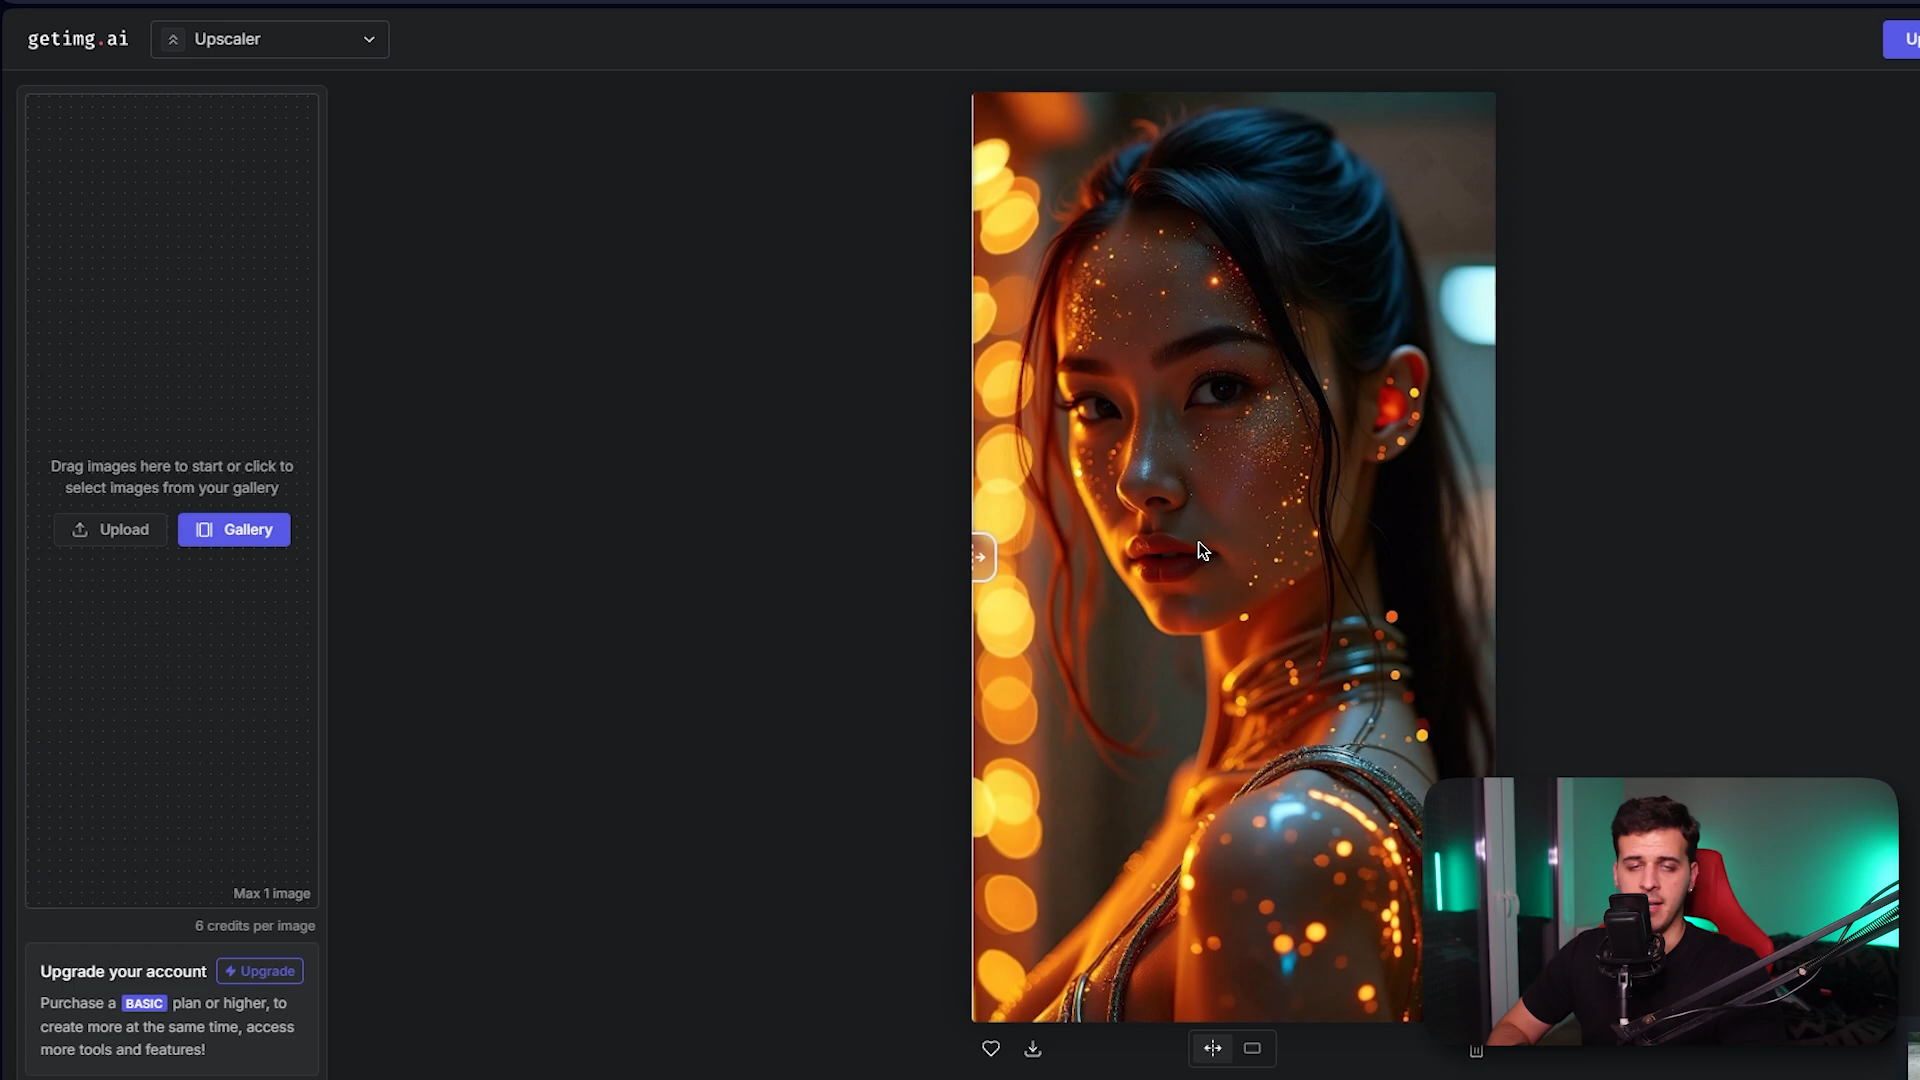 getimg.ai
Upscaler
Drag images here to start or click to
select images from your gallery
Upload
Gallery
Max 1 image
6 credits per image
Upgrade your account
Upgrade
Purchase a BASIC plan or higher, to
create more at the same time, access
more tools and features!